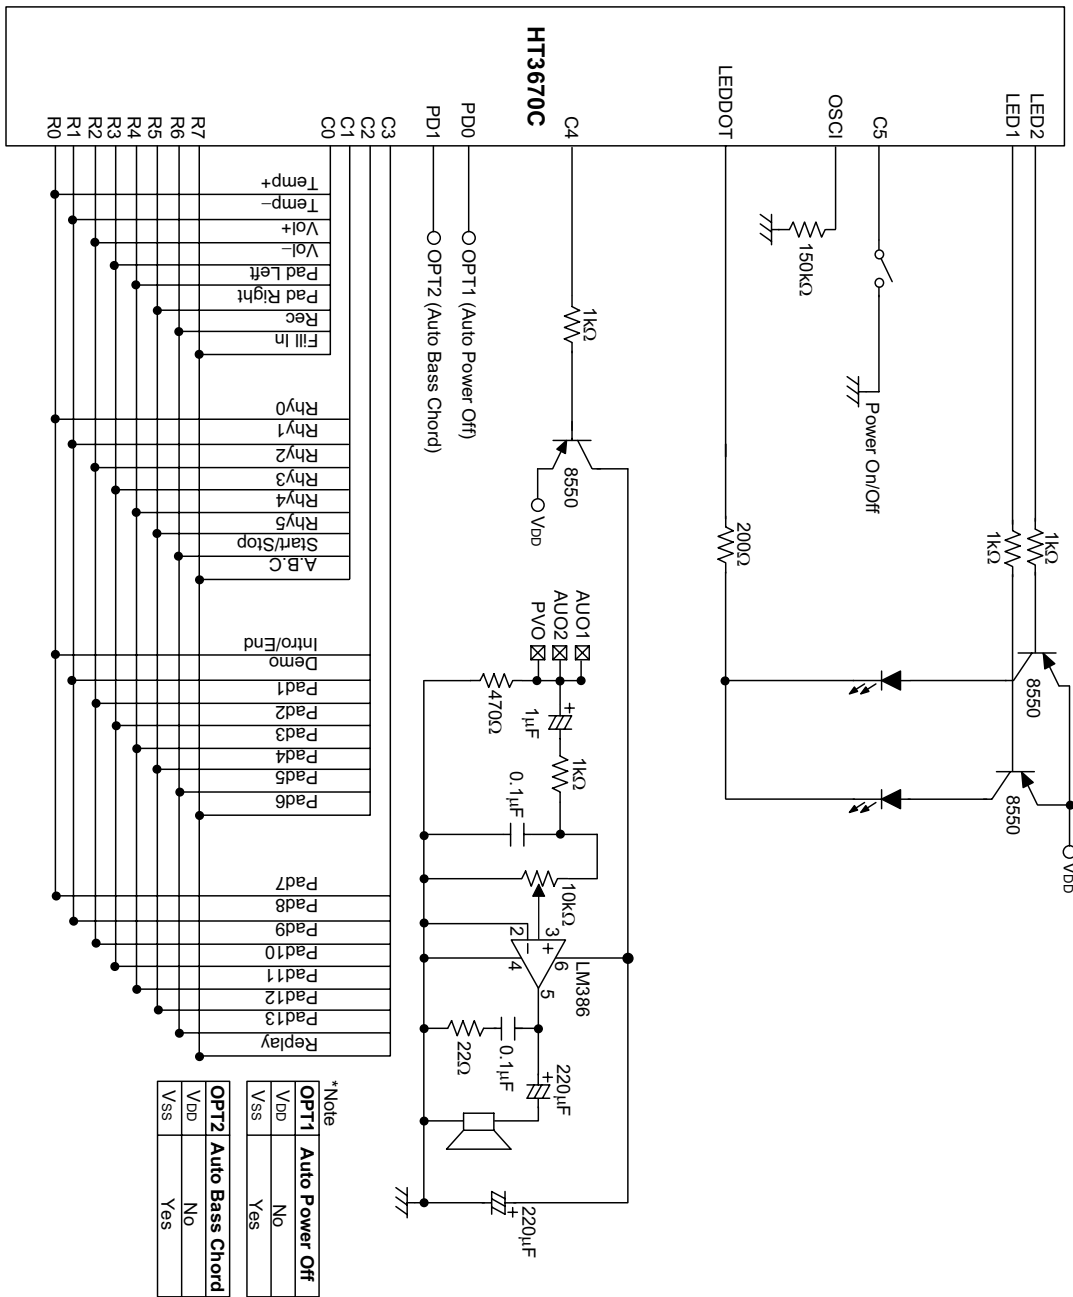 HT3670C
R0
R1
R2
R3
R4
R5
R6
R7
C0
C1
C2
C3
PD1
PD0
C4
LEDDOT
OSCI
C5
LED1
LED2
Temp+
Temp−
Vol+
Vol−
Pad Left
Pad Right
Rec
Fill In
Rhy0
Rhy1
Rhy2
Rhy3
Rhy4
Rhy5
Start/Stop
A.B.C
Intro/End
Demo
Pad1
Pad2
Pad3
Pad4
Pad5
Pad6
Pad7
Pad8
Pad9
Pad10
Pad11
Pad12
Pad13
Replay
OPT2 (Auto Bass Chord)
OPT1 (Auto Power Off)
1kΩ
8550
VDD
150kΩ
Power On/Off
200Ω
1kΩ
1kΩ
8550
8550
VDD
PVO
AUO2
AUO1
470Ω
1μF
+
1kΩ
0.1μF
10kΩ
2
3
−
+
4
6
5
LM386
22Ω
0.1μF
+
220μF
+
220μF
*Note
OPT1 Auto Power Off
VDD No
VSS Yes
OPT2 Auto Bass Chord
VDD No
VSS Yes